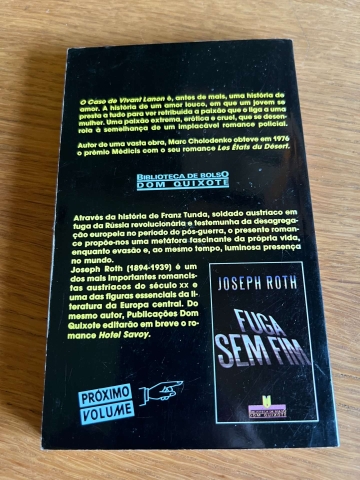 O Caso de Vivant Lanon é, antes de mais, uma história de
amor. A história de um amor louco, em que um jovem se
presta a tudo para ver retribuída a paixão que o liga a uma
mulher. Uma paixão extrema, erótica e cruel, que se desen-
rola à semelhança de um implacável romance policial.
Autor de uma vasta obra, Marc Cholodenko obteve em 1976
o prémio Médicis com o seu romance Les États du Désert.
BIBLIOTECA DE BOLSO
DOM QUIXOTE
Através da história de Franz Tunda, soldado austríaco em
fuga da Rússia revolucionária e testemunha da desagrega-
ção europeia no período do pós-guerra, o presente roman-
ce propõe-nos uma metáfora fascinante da própria vida,
enquanto evasão e, ao mesmo tempo, luminosa presença
no mundo.
Joseph Roth (1894-1939) é um
dos mais importantes romancis-
tas austríacos do século XX e
uma das figuras essenciais da li-
teratura da Europa central. Do
mesmo autor, Publicações Dom
Quixote editarão em breve o ro-
mance Hotel Savoy.
JOSEPH ROTH
FUGA
SEM FIM
BIBLIOTECA DE BOLSO
DOM QUIXOTE
PRÓXIMO
VOLUME